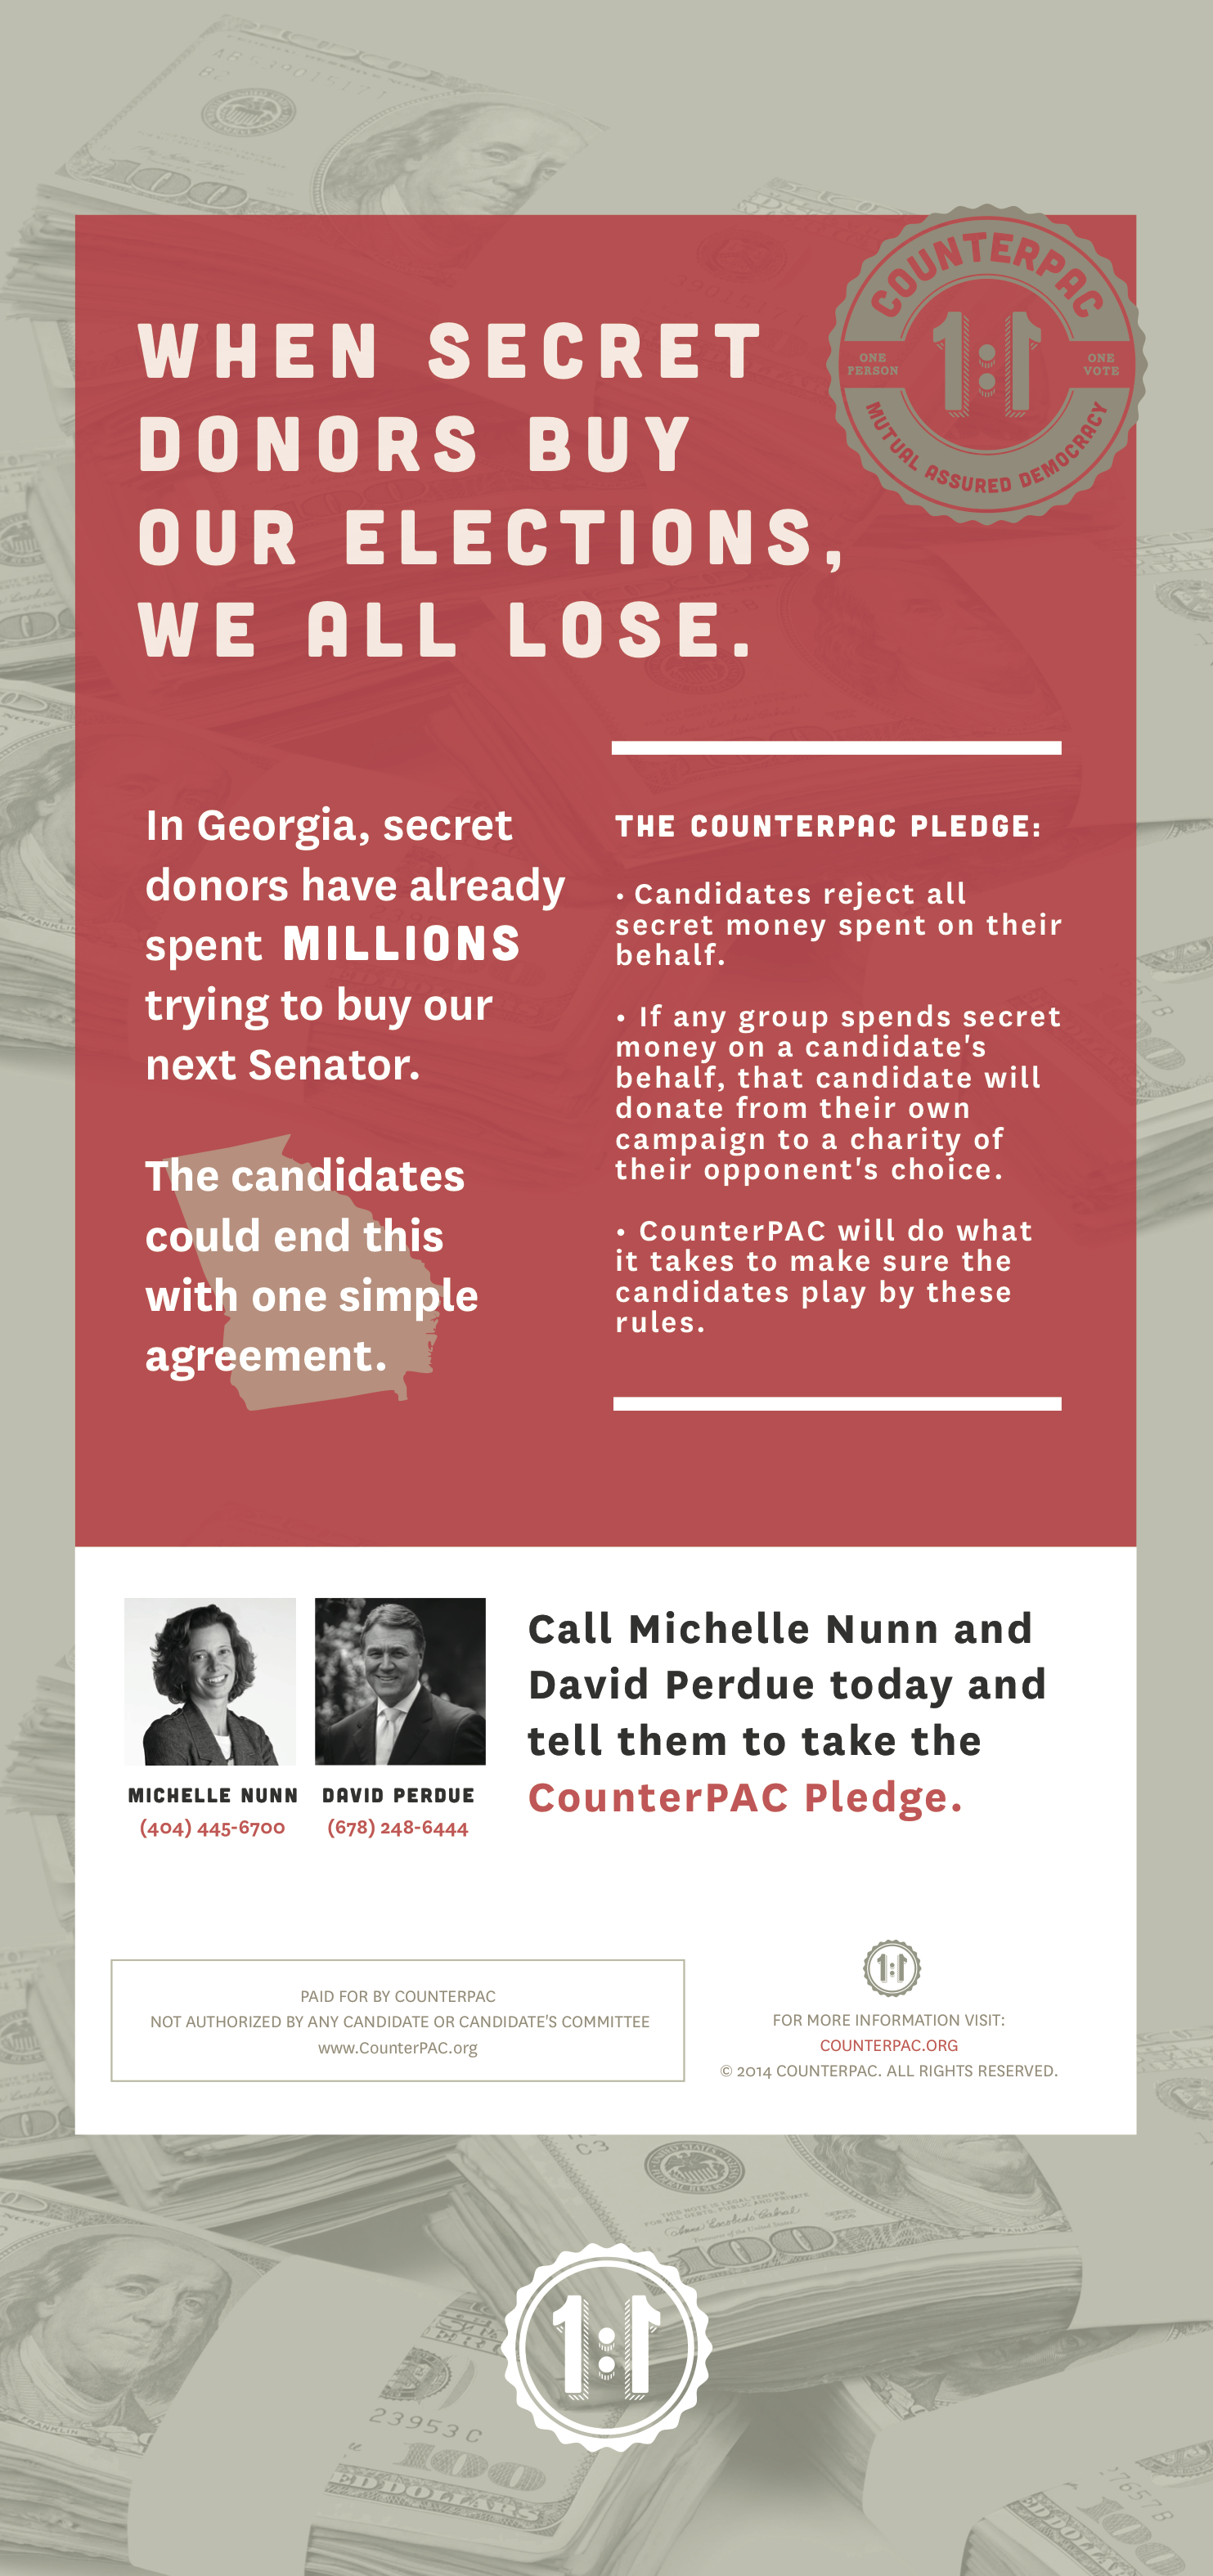 COUNTERPAC
ONE PERSON
1:1
ONE VOTE
MUTUAL ASSURED DEMOCRACY
WHEN SECRET
DONORS BUY
OUR ELECTIONS,
WE ALL LOSE.
In Georgia, secret
donors have already
spent MILLIONS
trying to buy our
next Senator.
The candidates
could end this
with one simple
agreement.
THE COUNTERPAC PLEDGE:
• Candidates reject all
secret money spent on their
behalf.
• If any group spends secret
money on a candidate's
behalf, that candidate will
donate from their own
campaign to a charity of
their opponent's choice.
• CounterPAC will do what
it takes to make sure the
candidates play by these
rules.
MICHELLE NUNN
(404) 445-6700
DAVID PERDUE
(678) 248-6444
Call Michelle Nunn and
David Perdue today and
tell them to take the
CounterPAC Pledge.
PAID FOR BY COUNTERPAC
NOT AUTHORIZED BY ANY CANDIDATE OR CANDIDATE'S COMMITTEE
www.CounterPAC.org
1:1
FOR MORE INFORMATION VISIT:
COUNTERPAC.ORG
© 2014 COUNTERPAC. ALL RIGHTS RESERVED.
100
FRANKLIN
1:1
23953 C
100